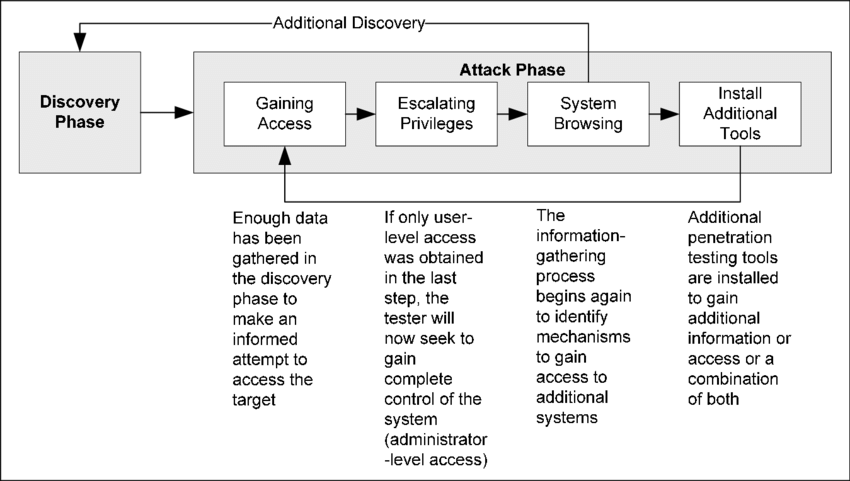 Additional Discovery
Attack Phase
Discovery
Phase
Gaining
Access
Escalating
Privileges
System
Browsing
Install
Additional
Tools
Enough data
has been
gathered in
the discovery
phase to
make an
informed
attempt to
access the
target
If only user-
level access
was obtained
in the last
step, the
tester will
now seek to
gain
complete
control of the
system
(administrator
-level access)
The
information-
gathering
process
begins again
to identify
mechanisms
to gain
access to
additional
systems
Additional
penetration
testing tools
are installed
to gain
additional
information or
access or a
combination
of both